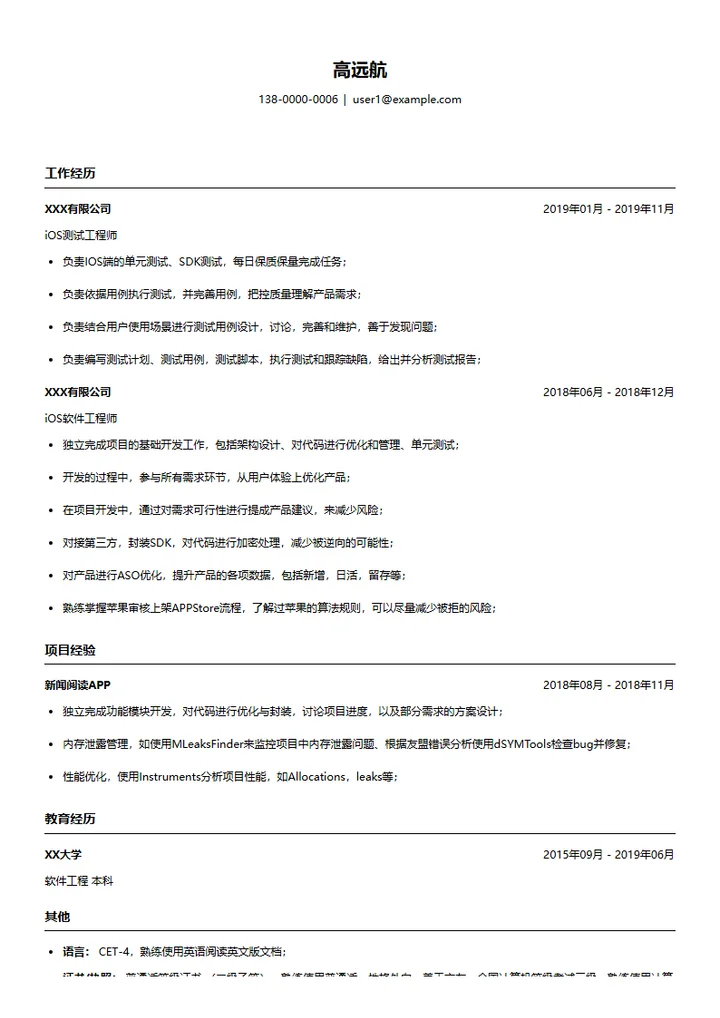 高远航
138-0000-0006 | user1@example.com
工作经历
XXX有限公司 2019年01月 - 2019年11月
iOS测试工程师
• 负责IOS端的单元测试、SDK测试，每日保质保量完成任务；
• 负责依据用例执行测试，并完善用例，把控质量理解产品需求；
• 负责结合用户使用场景进行测试用例设计，讨论，完善和维护，善于发现问题；
• 负责编写测试计划、测试用例，测试脚本，执行测试和跟踪缺陷，给出并分析测试报告；
XXX有限公司 2018年06月 - 2018年12月
iOS软件工程师
• 独立完成项目的基础开发工作，包括架构设计、对代码进行优化和管理、单元测试；
• 开发的过程中，参与所有需求环节，从用户体验上优化产品；
• 在项目开发中，通过对需求可行性进行提成产品建议，来减少风险；
• 对接第三方，封装SDK，对代码进行加密处理，减少被逆向的可能性；
• 对产品进行ASO优化，提升产品的各项数据，包括新增，日活，留存等；
• 熟练掌握苹果审核上架APPStore流程，了解过苹果的算法规则，可以尽量减少被拒的风险；
项目经验
新闻阅读APP 2018年08月 - 2018年11月
• 独立完成功能模块开发，对代码进行优化与封装，讨论项目进度，以及部分需求的方案设计；
• 内存泄露管理，如使用MLeaksFinder来监控项目中内存泄露问题、根据友盟错误分析使用dSYMTools检查bug并修复；
• 性能优化，使用Instruments分析项目性能，如Allocations，leaks等；
教育经历
XX大学 2015年09月 - 2019年06月
软件工程 本科
其他
• 语言： CET-4，熟练使用英语阅读英文版文档；